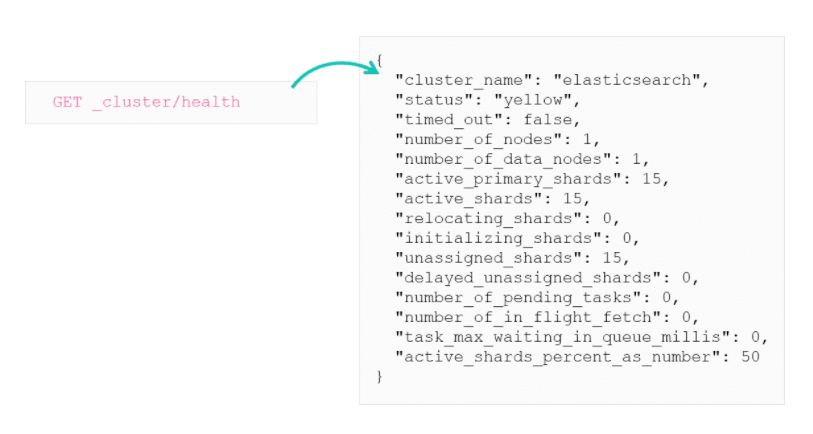 GET _cluster/health
{
"cluster_name": "elasticsearch",
"status": "yellow",
"timed_out": false,
"number_of_nodes": 1,
"number_of_data_nodes": 1,
"active_primary_shards": 15,
"active_shards": 15,
"relocating_shards": 0,
"initializing_shards": 0,
"unassigned_shards": 15,
"delayed_unassigned_shards": 0,
"number_of_pending_tasks": 0,
"number_of_in_flight_fetch": 0,
"task_max_waiting_in_queue_millis": 0,
"active_shards_percent_as_number": 50
}